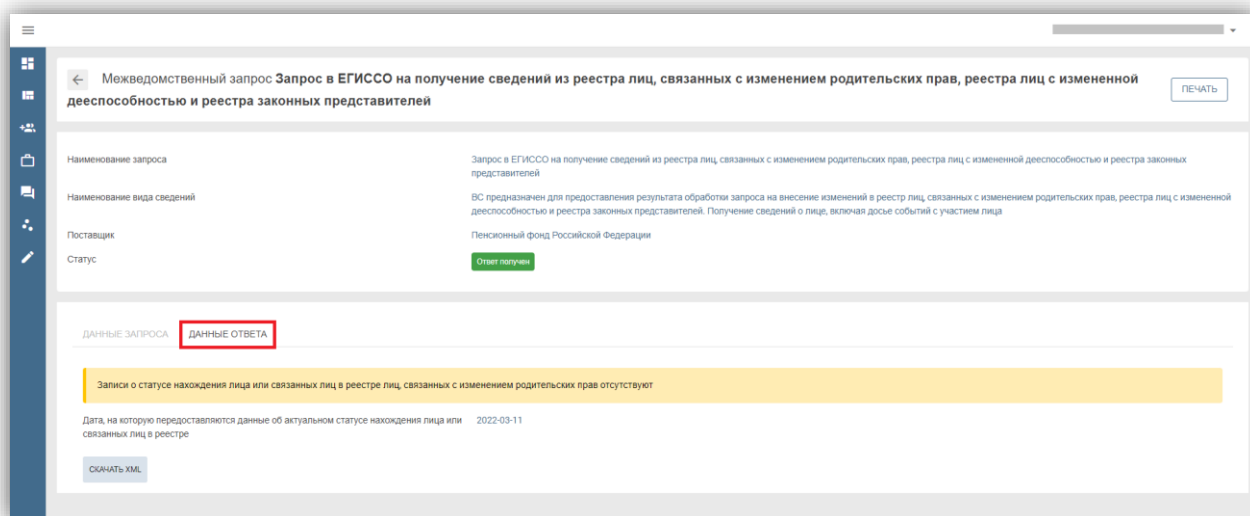 Межведомственный запрос Запрос в ЕГИССО на получение сведений из реестра лиц, связанных с изменением родительских прав, реестра лиц с измененной
дееспособностью и реестра законных представителей
ПЕЧАТЬ
Наименование запроса
Запрос в ЕГИССО на получение сведений из реестра лиц, связанных с изменением родительских прав, реестра лиц с измененной дееспособностью и реестра законных
представителей
Наименование вида сведений
ВС предназначен для предоставления результата обработки запроса на внесение изменений в реестр лиц, связанных с изменением родительских прав, реестра лиц с измененной
дееспособностью и реестра законных представителей. Получение сведений о лице, включая досье событий с участием лица
Поставщик
Пенсионный фонд Российской Федерации
Статус
Ответ получен
ДАННЫЕ ЗАПРОСА
ДАННЫЕ ОТВЕТА
Записи о статусе нахождения лица или связанных лиц в реестре лиц, связанных с изменением родительских прав отсутствуют
Дата, на которую передоставляются данные об актуальном статусе нахождения лица или
связанных лиц в реестре
2022-03-11
СКАЧАТЬ XML